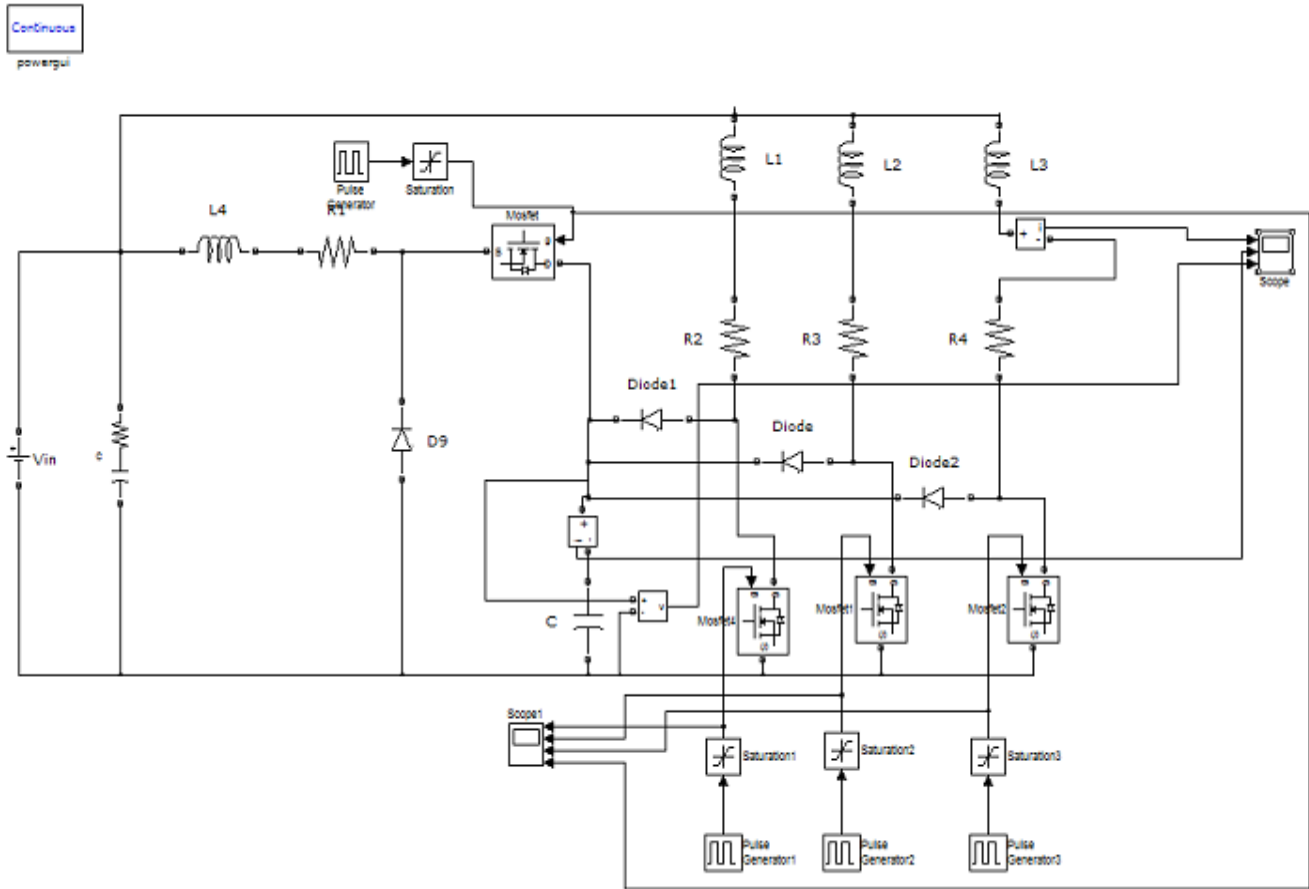 Continuous
powergui
L1
L2
L3
Pulse
Generator
Saturation
L4
R1
Mosfet
S
g
D
+
-
i
Scope
R2
R3
R4
Diode1
Diode
Diode2
+
Vin
c
D9
+
-
i
C
+
-
v
Mosfet4
Mosfet1
Mosfet2
g
D
S
g
D
S
g
D
S
Scope1
Saturation1
Saturation2
Saturation3
Pulse
Generator1
Pulse
Generator2
Pulse
Generator3